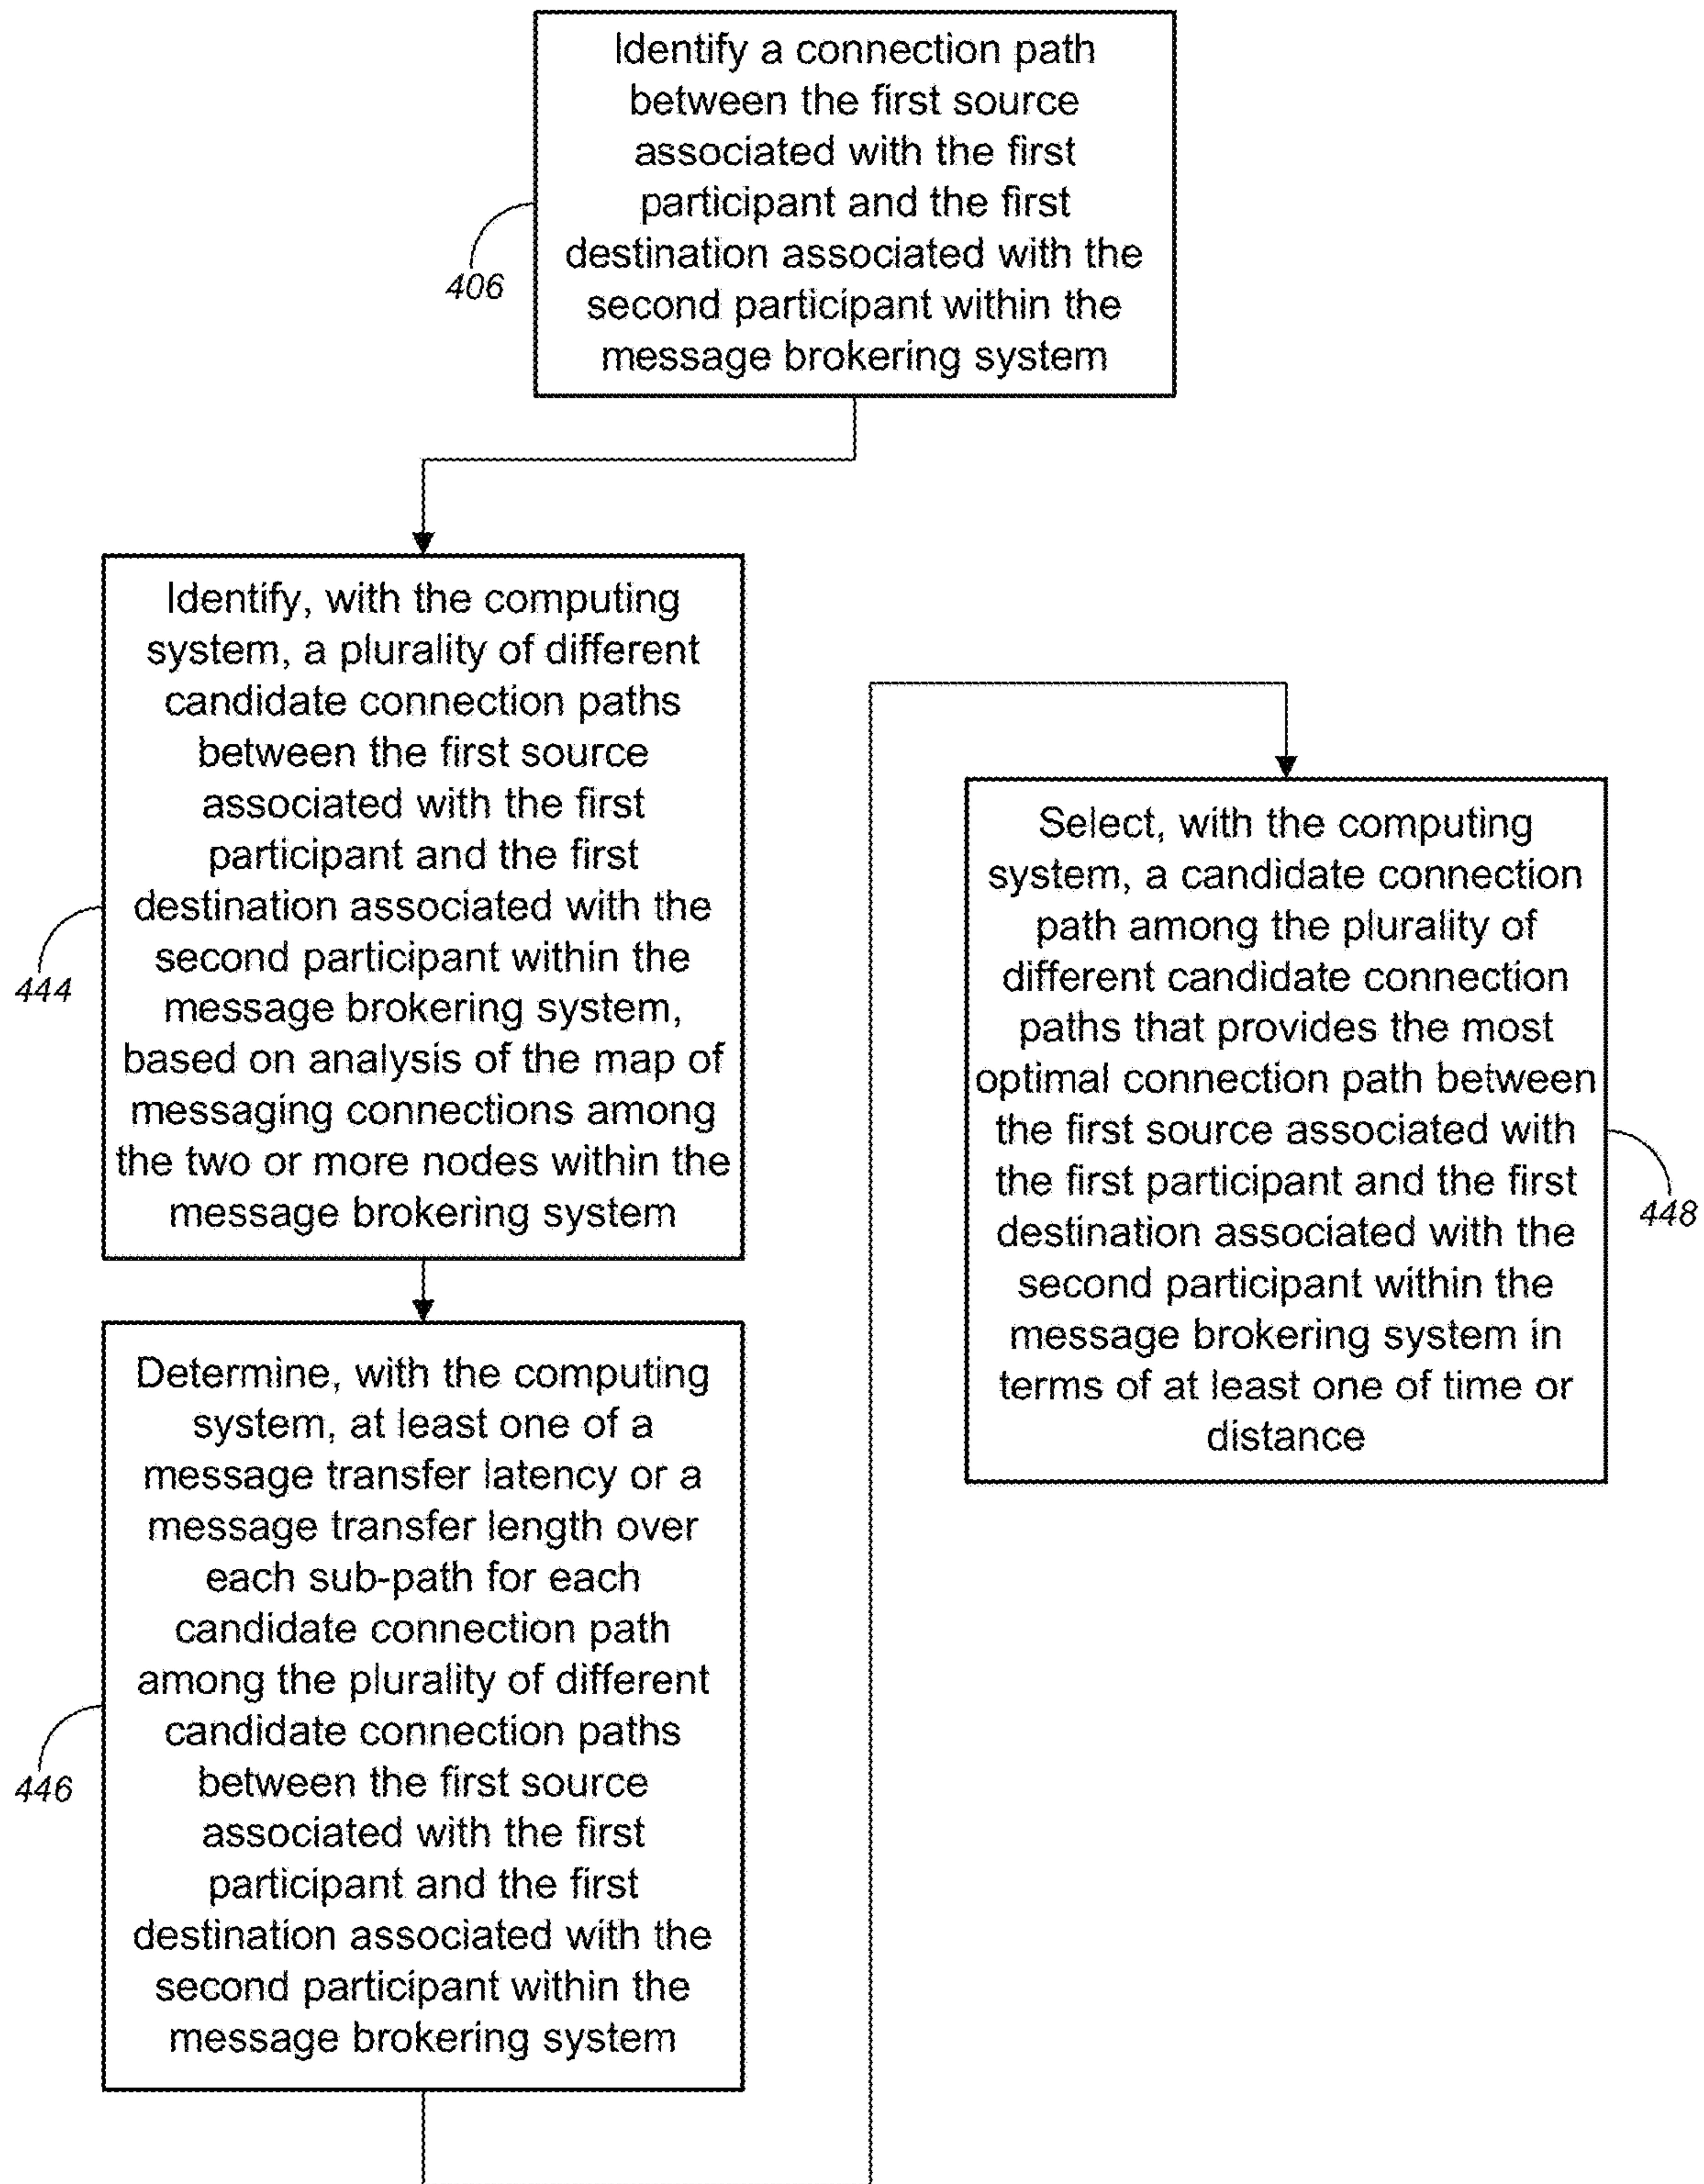 Identify a connection path
between the first source
associated with the first
participant and the first
destination associated with the
second participant within the
message brokering system
406
Identify, with the computing
system, a plurality of different
candidate connection paths
between the first source
associated with the first
participant and the first
destination associated with the
second participant within the
message brokering system,
based on analysis of the map of
messaging connections among
the two or more nodes within the
message brokering system
444
Determine, with the computing
system, at least one of a
message transfer latency or a
message transfer length over
each sub-path for each
candidate connection path
among the plurality of different
candidate connection paths
between the first source
associated with the first
participant and the first
destination associated with the
second participant within the
message brokering system
446
Select, with the computing
system, a candidate connection
path among the plurality of
different candidate connection
paths that provides the most
optimal connection path between
the first source associated with
the first participant and the first
destination associated with the
second participant within the
message brokering system in
terms of at least one of time or
distance
448